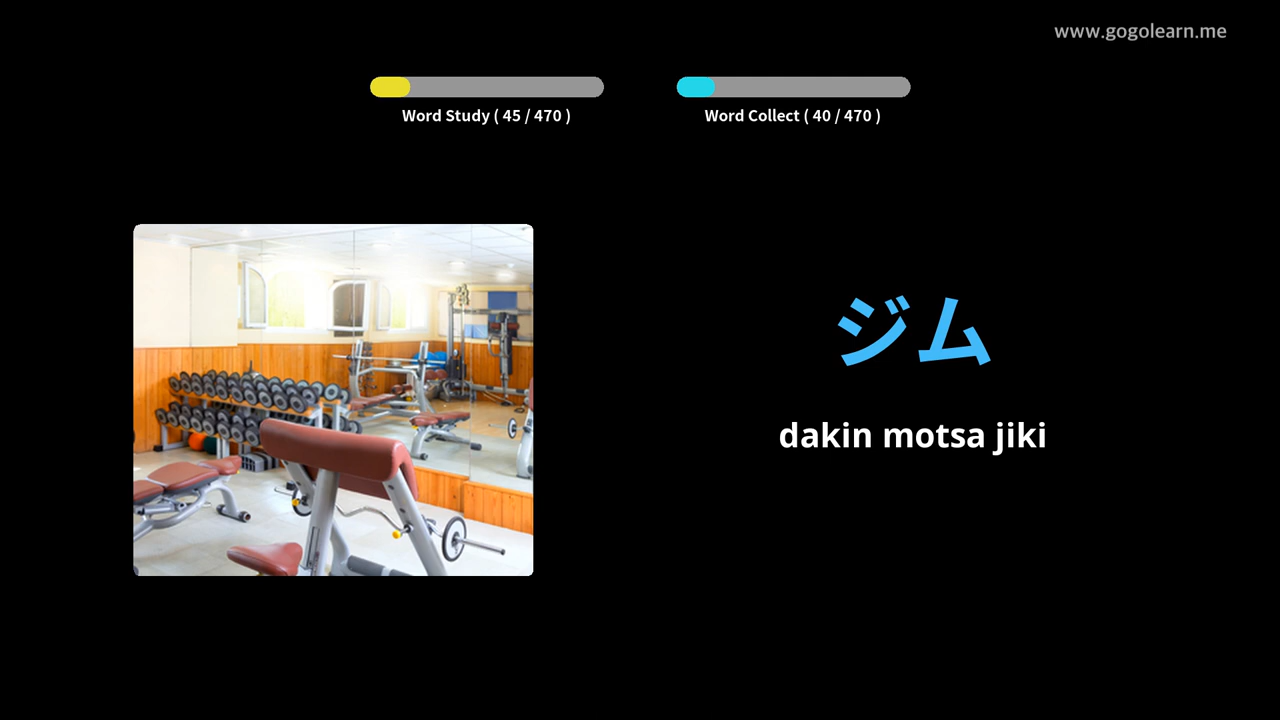 www.gogolearn.me
Word Study ( 45 / 470 )
Word Collect ( 40 / 470 )
ジム
dakin motsa jiki